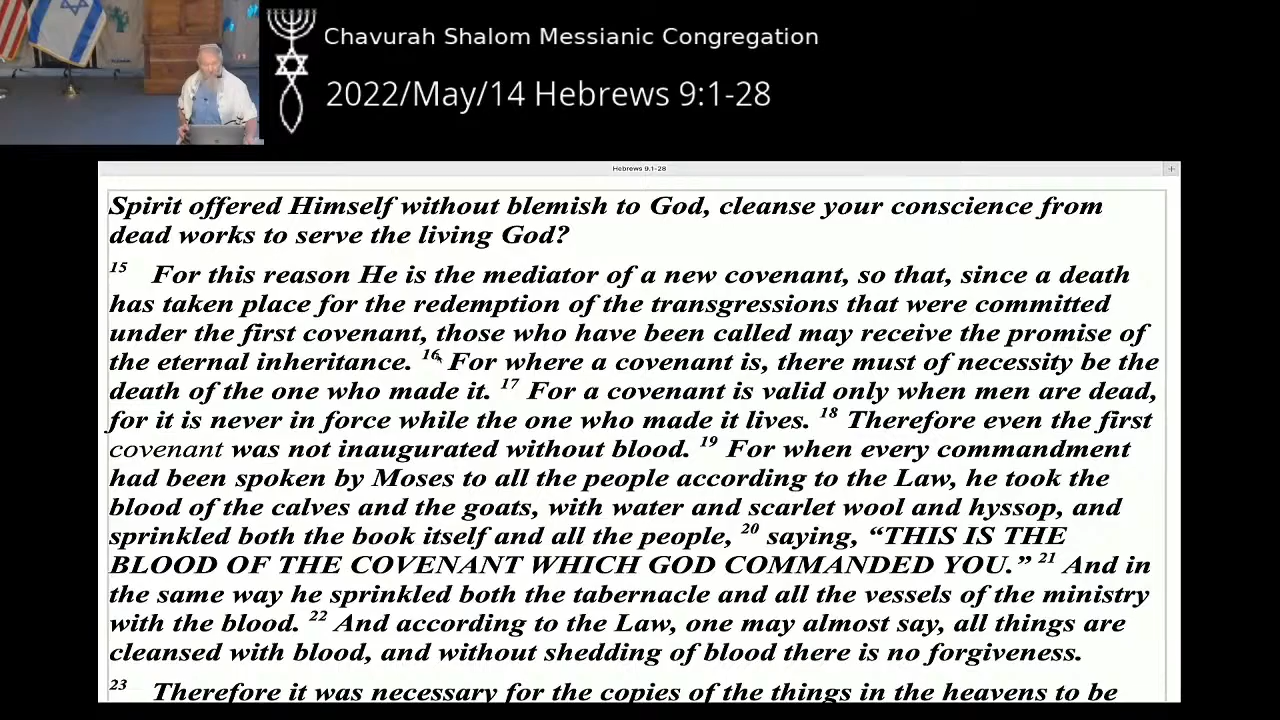 Chavurah Shalom Messianic Congregation
2022/May/14 Hebrews 9:1-28
Hebrews 9.1-28
Spirit offered Himself without blemish to God, cleanse your conscience from
dead works to serve the living God?
15 For this reason He is the mediator of a new covenant, so that, since a death
has taken place for the redemption of the transgressions that were committed
under the first covenant, those who have been called may receive the promise of
the eternal inheritance. 16 For where a covenant is, there must of necessity be the
death of the one who made it. 17 For a covenant is valid only when men are dead,
for it is never in force while the one who made it lives. 18 Therefore even the first
covenant was not inaugurated without blood. 19 For when every commandment
had been spoken by Moses to all the people according to the Law, he took the
blood of the calves and the goats, with water and scarlet wool and hyssop, and
sprinkled both the book itself and all the people, 20 saying, “THIS IS THE
BLOOD OF THE COVENANT WHICH GOD COMMANDED YOU.” 21 And in
the same way he sprinkled both the tabernacle and all the vessels of the ministry
with the blood. 22 And according to the Law, one may almost say, all things are
cleansed with blood, and without shedding of blood there is no forgiveness.
23 Therefore it was necessary for the copies of the things in the heavens to be